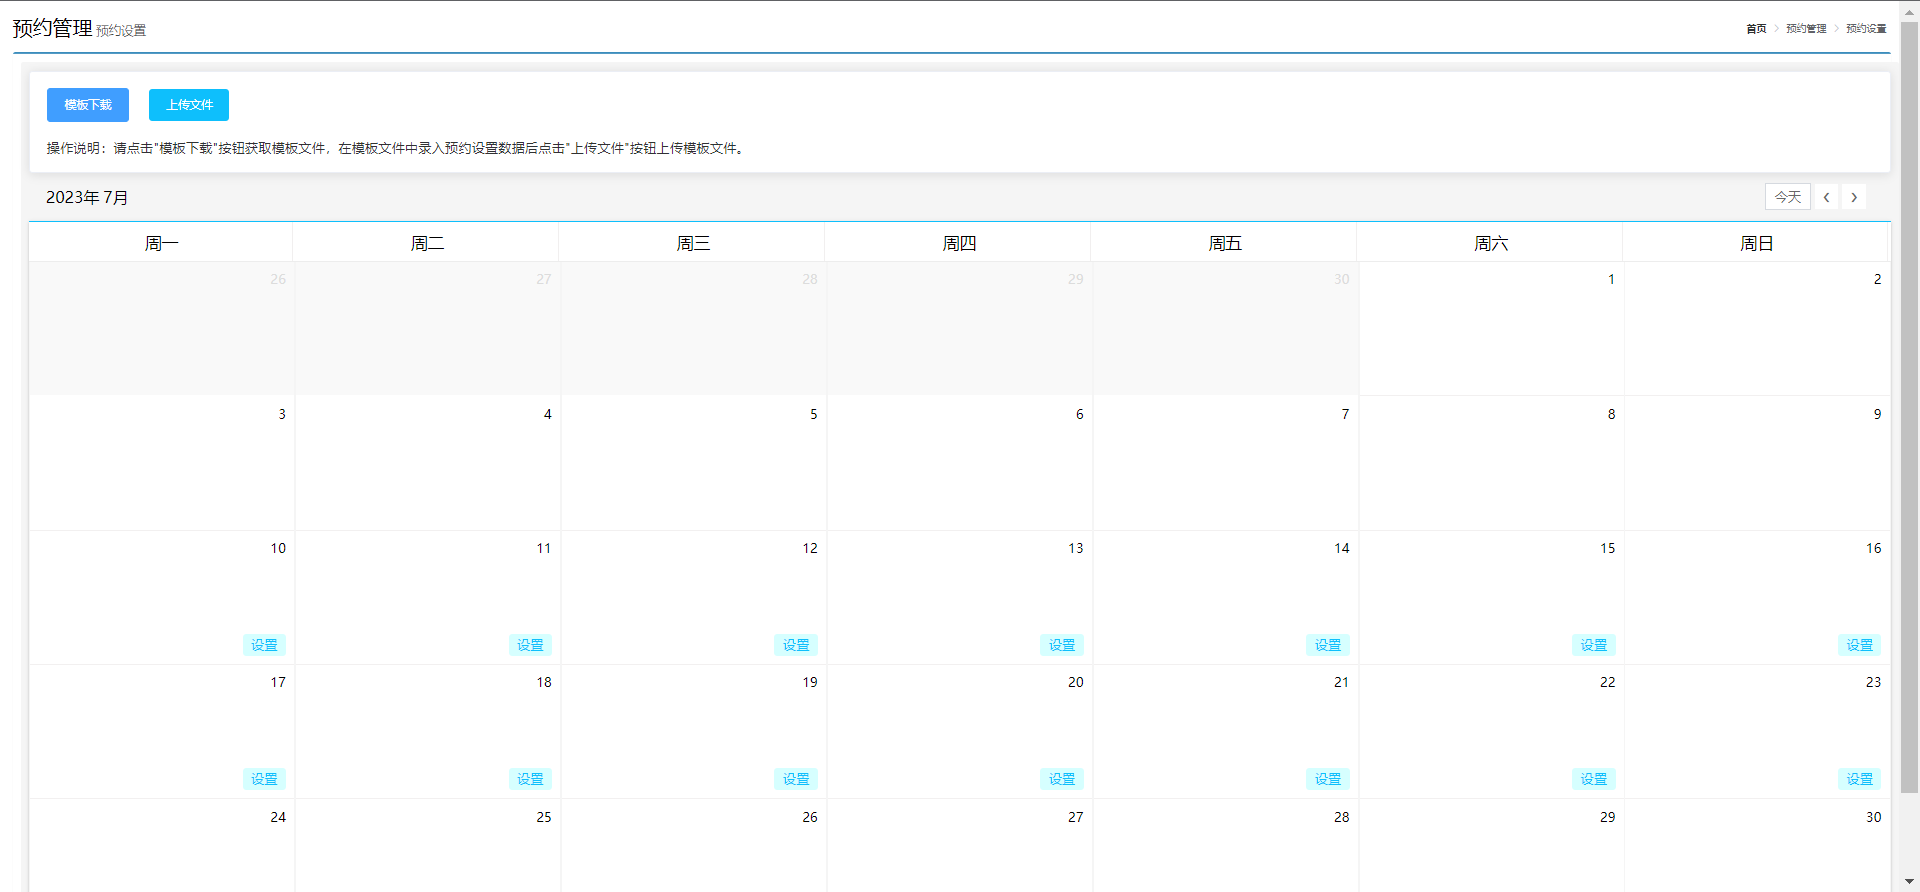 预约管理 预约设置
首页 > 预约管理 > 预约设置
模板下载 上传文件
操作说明：请点击"模板下载"按钮获取模板文件，在模板文件中录入预约设置数据后点击"上传文件"按钮上传模板文件。
2023年 7月
今天
周一 周二 周三 周四 周五 周六 周日
26 27 28 29 30 1 2
3 4 5 6 7 8 9
10 11 12 13 14 15 16
设置 设置 设置 设置 设置 设置 设置
17 18 19 20 21 22 23
设置 设置 设置 设置 设置 设置 设置
24 25 26 27 28 29 30